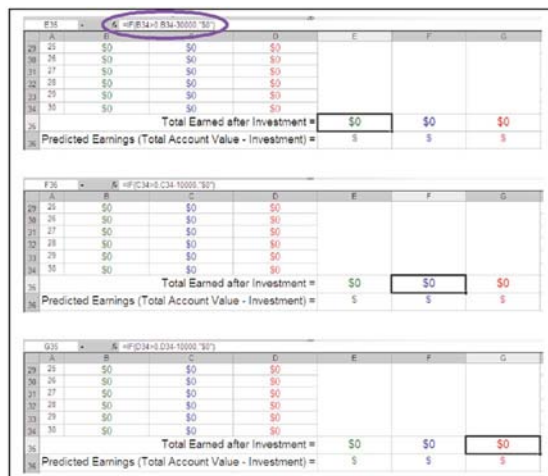 E35 fx =IF(B34>0,B34-30000,"$0")
A B C D E F G
29 25 $0 $0 $0
30 26 $0 $0 $0
31 27 $0 $0 $0
32 28 $0 $0 $0
33 29 $0 $0 $0
34 30 $0 $0 $0
35 Total Earned after Investment = $0 $0 $0
36 Predicted Earnings (Total Account Value - Investment) = $ $ $
F35 fx =IF(C34>0,C34-10000,"$0")
A B C D E F G
29 25 $0 $0 $0
30 26 $0 $0 $0
31 27 $0 $0 $0
32 28 $0 $0 $0
33 29 $0 $0 $0
34 30 $0 $0 $0
35 Total Earned after Investment = $0 $0 $0
36 Predicted Earnings (Total Account Value - Investment) = $ $ $
G35 fx =IF(D34>0,D34-10000,"$0")
A B C D E F G
29 25 $0 $0 $0
30 26 $0 $0 $0
31 27 $0 $0 $0
32 28 $0 $0 $0
33 29 $0 $0 $0
34 30 $0 $0 $0
35 Total Earned after Investment = $0 $0 $0
36 Predicted Earnings (Total Account Value - Investment) = $ $ $